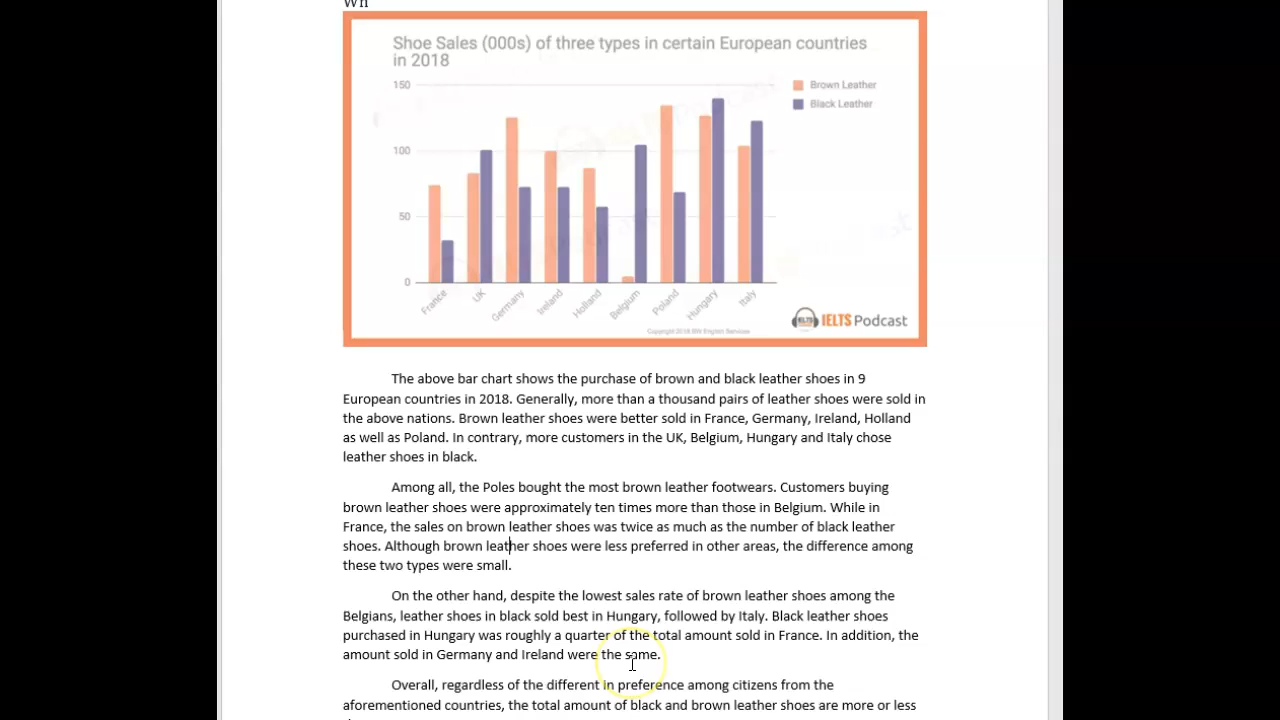 Wh
Shoe Sales (000s) of three types in certain European countries
in 2018
150
Brown Leather
Black Leather
100
50
0
France
UK
Germany
Ireland
Holland
Belgium
Poland
Hungary
Italy
IELTS Podcast
The above bar chart shows the purchase of brown and black leather shoes in 9
European countries in 2018. Generally, more than a thousand pairs of leather shoes were sold in
the above nations. Brown leather shoes were better sold in France, Germany, Ireland, Holland
as well as Poland. In contrary, more customers in the UK, Belgium, Hungary and Italy chose
leather shoes in black.
Among all, the Poles bought the most brown leather footwears. Customers buying
brown leather shoes were approximately ten times more than those in Belgium. While in
France, the sales on brown leather shoes was twice as much as the number of black leather
shoes. Although brown leather shoes were less preferred in other areas, the difference among
these two types were small.
On the other hand, despite the lowest sales rate of brown leather shoes among the
Belgians, leather shoes in black sold best in Hungary, followed by Italy. Black leather shoes
purchased in Hungary was roughly a quarter of the total amount sold in France. In addition, the
amount sold in Germany and Ireland were the same.
Overall, regardless of the different in preference among citizens from the
aforementioned countries, the total amount of black and brown leather shoes are more or less